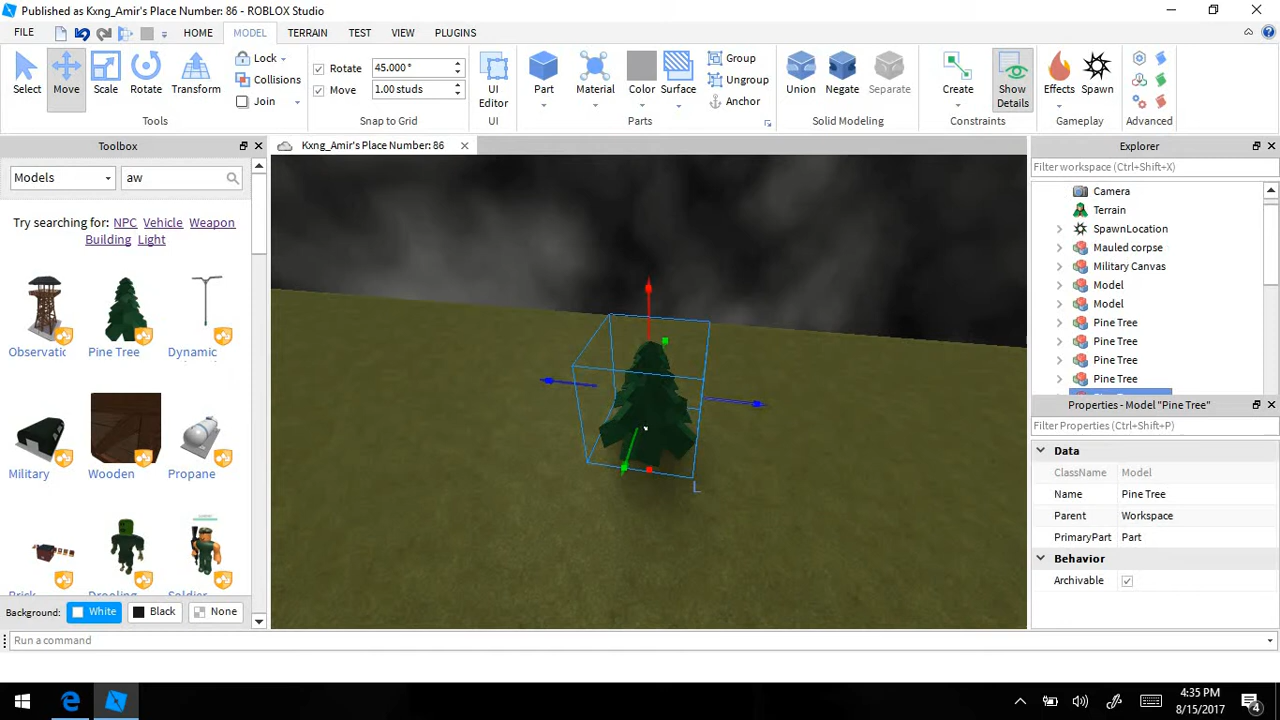 Published as Kxng_Amir's Place Number: 86 - ROBLOX Studio
FILE HOME MODEL TERRAIN TEST VIEW PLUGINS
Select Move Scale Rotate Transform
Lock
Collisions
Join
Tools
Rotate 45.000 °
Move 1.00 studs
Snap to Grid
UI Editor
UI
Part Material Color Surface
Group
Ungroup
Anchor
Parts
Union Negate Separate
Solid Modeling
Create Show Details
Constraints
Effects Spawn
Gameplay
Advanced
Toolbox
Models aw
Try searching for: NPC Vehicle Weapon
Building Light
Observatic Pine Tree Dynamic
Military Wooden Propane
Brick Drooling Soldier
Background: White Black None
Kxng_Amir's Place Number: 86
L
Explorer
Filter workspace (Ctrl+Shift+X)
Camera
Terrain
SpawnLocation
Mauled corpse
Military Canvas
Model
Model
Pine Tree
Pine Tree
Pine Tree
Pine Tree
Properties - Model "Pine Tree"
Filter Properties (Ctrl+Shift+P)
Data
ClassName Model
Name Pine Tree
Parent Workspace
PrimaryPart Part
Behavior
Archivable
Run a command
4:35 PM
8/15/2017
4